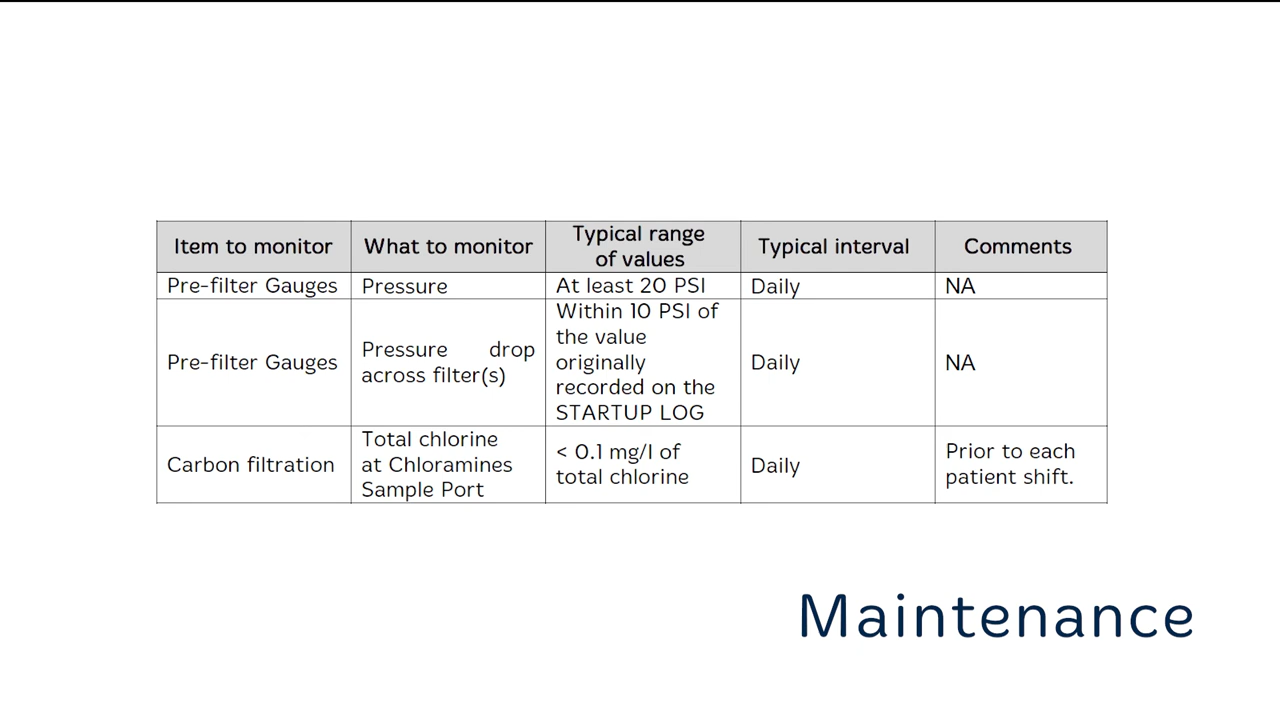 Item to monitor
What to monitor
Typical range
of values
Typical interval
Comments
Pre-filter Gauges
Pressure
At least 20 PSI
Daily
NA
Pre-filter Gauges
Pressure drop
across filter(s)
Within 10 PSI of
the value
originally
recorded on the
STARTUP LOG
Daily
NA
Carbon filtration
Total chlorine
at Chloramines
Sample Port
< 0.1 mg/l of
total chlorine
Daily
Prior to each
patient shift.
Maintenance